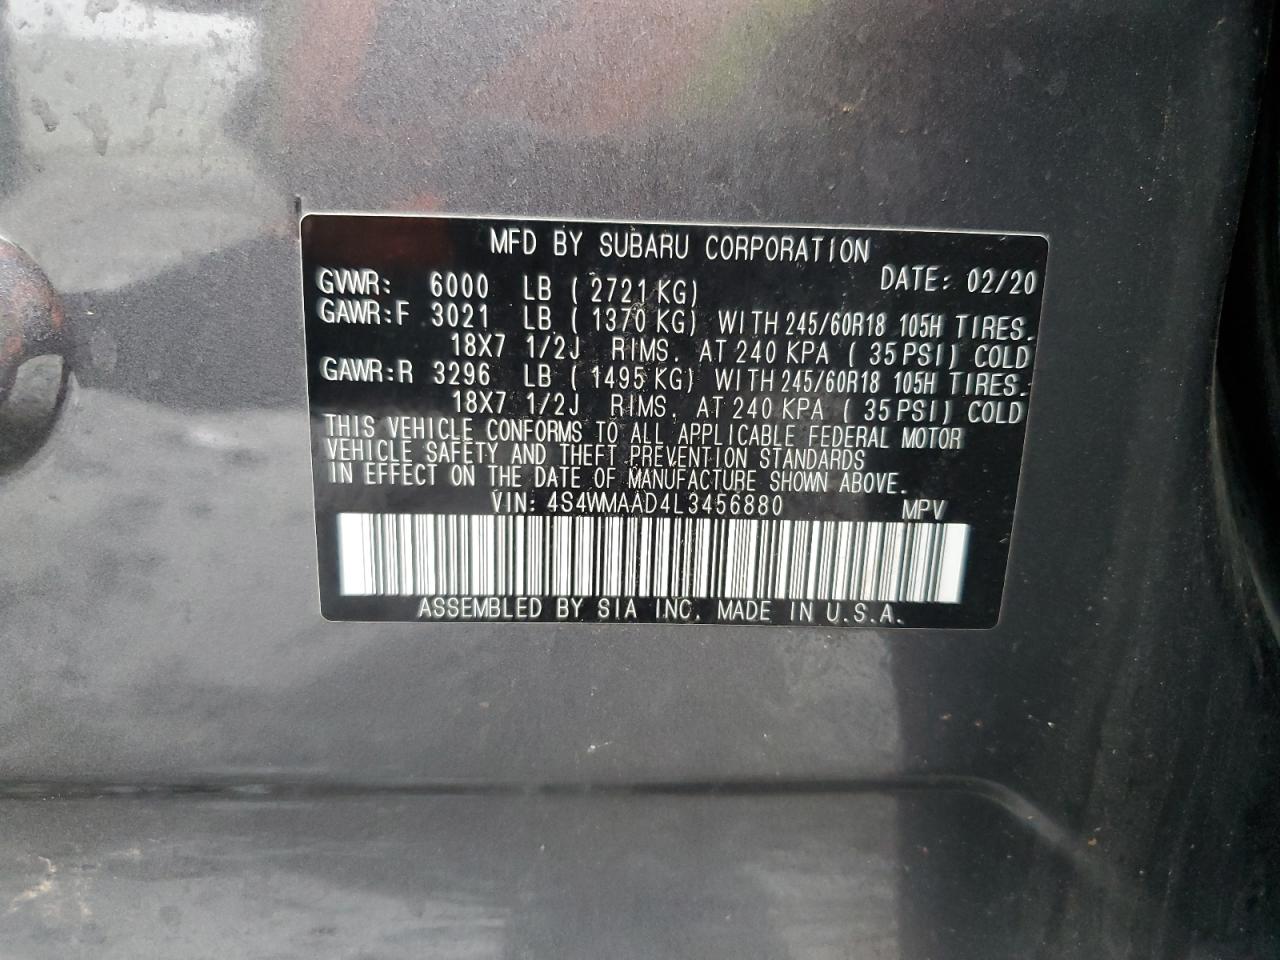 MFD BY SUBARU CORPORATION
DATE: 02/20
GVWR: 6000 LB (2721 KG)
GAWR:F 3021 LB (1370 KG) WITH 245/60R18 105H TIRES.
18X7 1/2J RIMS. AT 240 KPA (35 PSI) COLD
GAWR:R 3296 LB (1495 KG) WITH 245/60R18 105H TIRES.
18X7 1/2J RIMS. AT 240 KPA (35 PSI) COLD
THIS VEHICLE CONFORMS TO ALL APPLICABLE FEDERAL MOTOR
VEHICLE SAFETY AND THEFT PREVENTION STANDARDS
IN EFFECT ON THE DATE OF MANUFACTURE SHOWN ABOVE.
VIN: 4S4WMAAD4L3456880 MPV
ASSEMBLED BY SIA INC. MADE IN U.S.A.